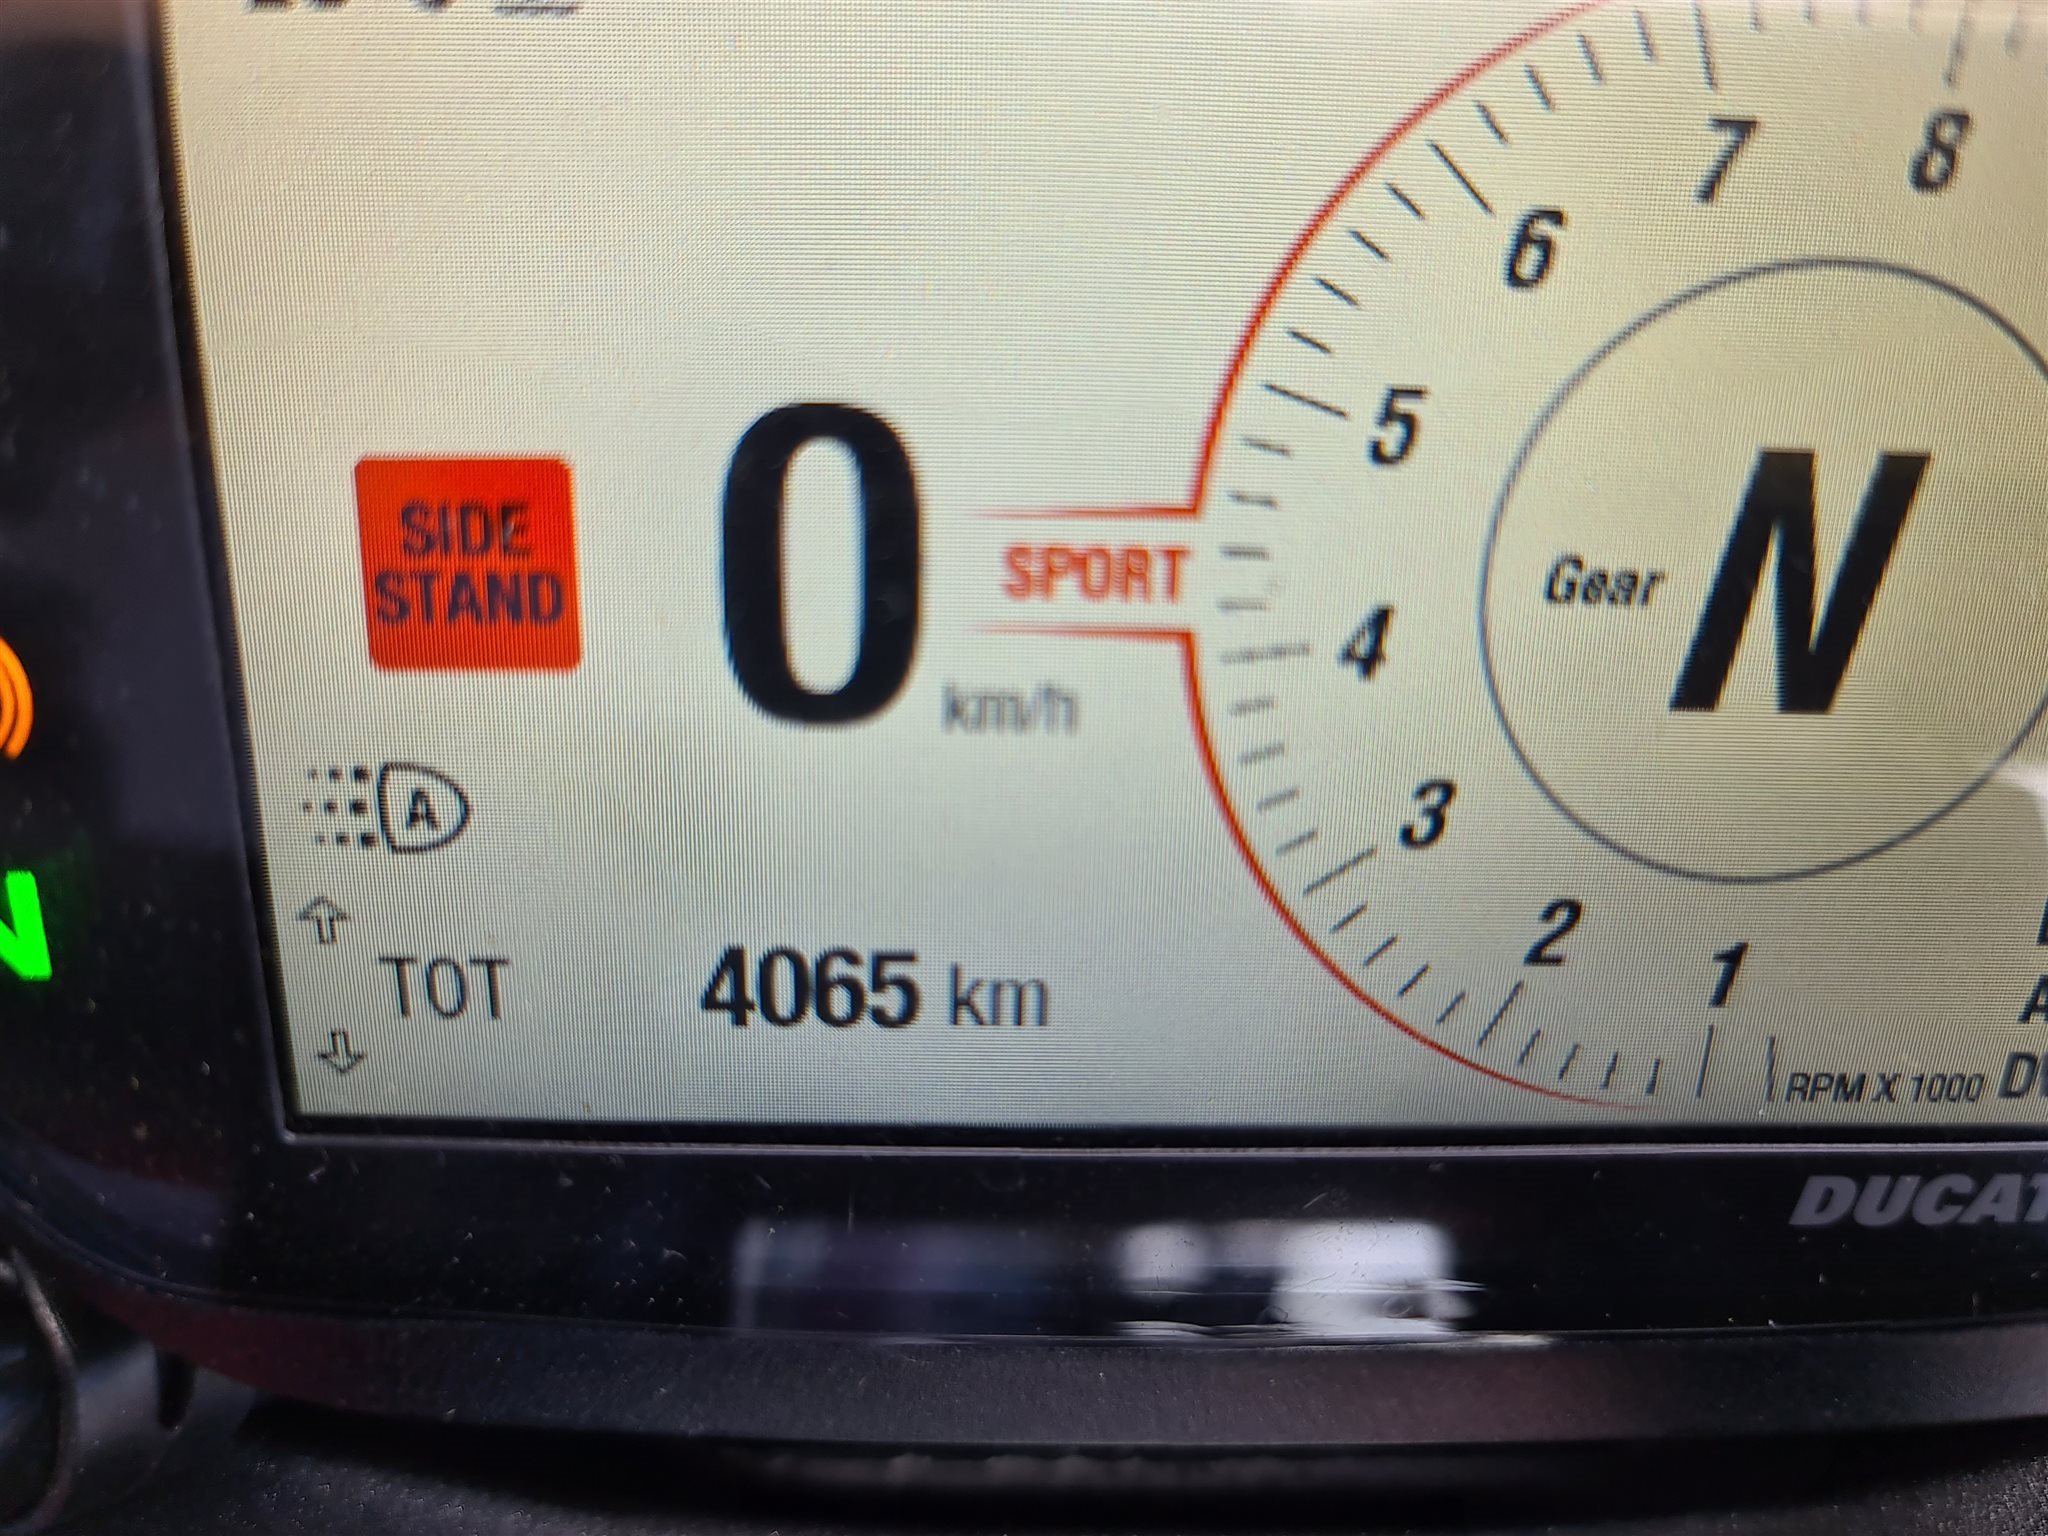 7
8
6
5
SIDE
STAND
0
km/h
SPORT
4
Gear N
3
A
2
1
N
TOT 4065 km
RPM X 1000
DUCAT